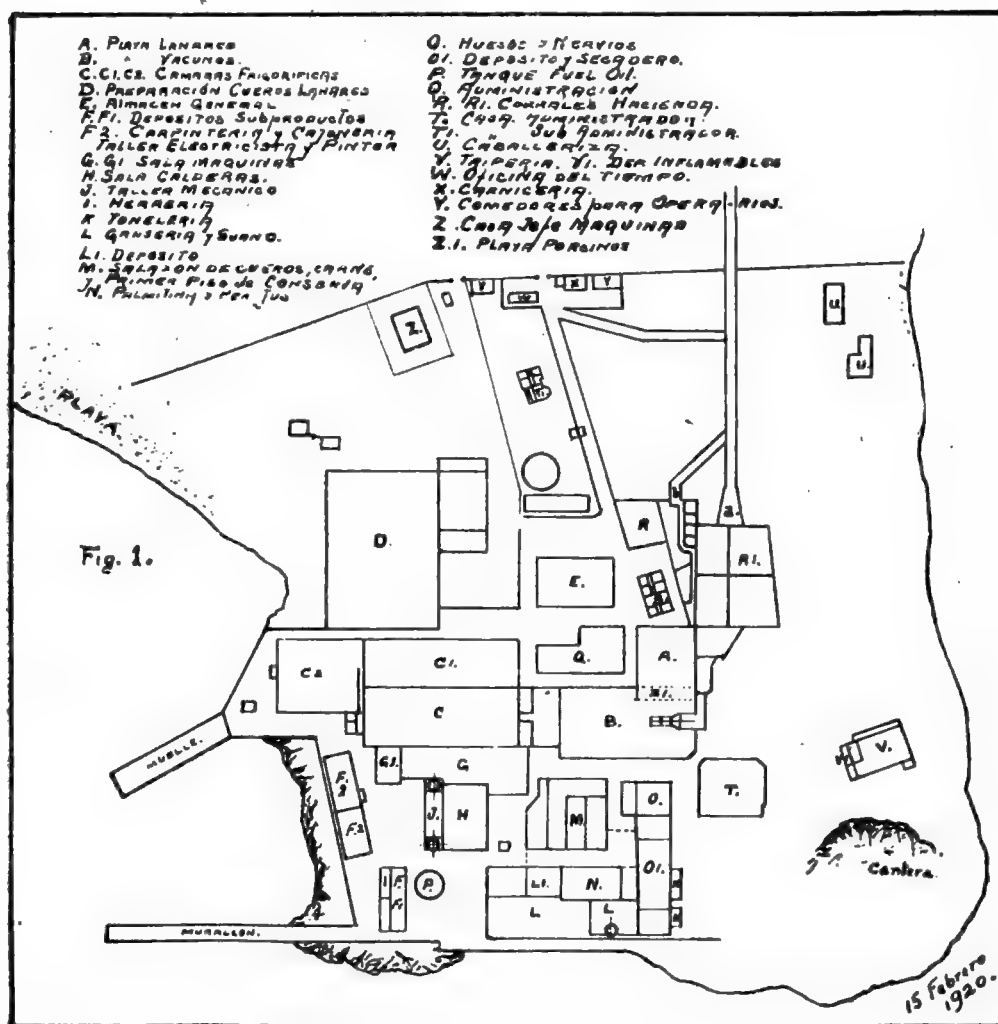 A. PLAYA LANARES
B. " VACUNOS.
C. C1. C2. CAMARAS FRIGORIFICAS
D. PREPARACIÓN CUEROS LANARES
E. ALMACEN GENERAL
F. F1. DEPOSITOS SUBPRODUCTOS
F2. CARPINTERIA y CAJONERIA
TALLER ELECTRICISTA y PINTOR
G. G1 SALA MAQUINAS
H. SALA CALDERAS.
J. TALLER MECANICO
I. HERRERIA
K TONELERIA
L GRASERIA y GUANO.
L1. DEPOSITO
M. SALAZON DE CUEROS, CARNE,
y PRIMER PISO de CONSERVA
N. PALMITINA
O. HUESOS y NERVIOS
O1. DEPOSITO y SECADERO.
P. TANQUE FUEL OIL.
Q. ADMINISTRACION
R. R1. CORRALES HACIENDA.
T. CASA ADMINISTRADOR
T1. " SUB ADMINISTRADOR.
U. CABALLERIZA.
V. TRIPERIA. V1. DEP. INFLAMABLES
W. OFICINA DEL TIEMPO.
X. CARNICERIA.
Y. COMEDORES para OPERARIOS.
Z. CASA Jefe MAQUINAS
Z.1. PLAYA PORCINOS
Y
W
X
Y
U
Z.
U.
PLAYA.
b
a.
R
R1.
D.
Fig. 1.
E.
C2
C1.
Q.
A.
Z1.
C
B.
MUELLE.
V.
G1
G
F.2
J.
H
M
O.
T.
F.2
Cantera.
I
F.
F1
P.
L1.
N.
O1.
K
L
L
K
MURALLON.
15 Febrero
1920.